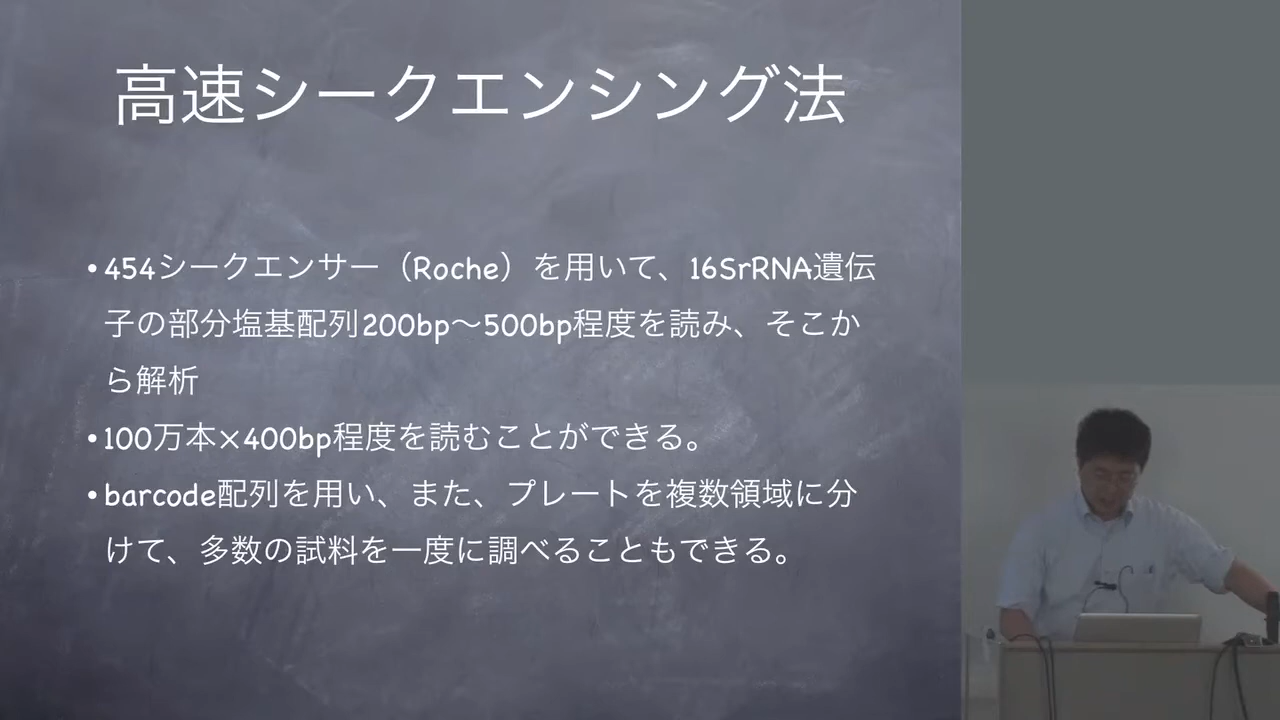 高速シークエンシング法
•454シークエンサー（Roche）を用いて、16SrRNA遺伝
子の部分塩基配列200bp〜500bp程度を読み、そこか
ら解析
•100万本×400bp程度を読むことができる。
•barcode配列を用い、また、プレートを複数領域に分
けて、多数の試料を一度に調べることもできる。